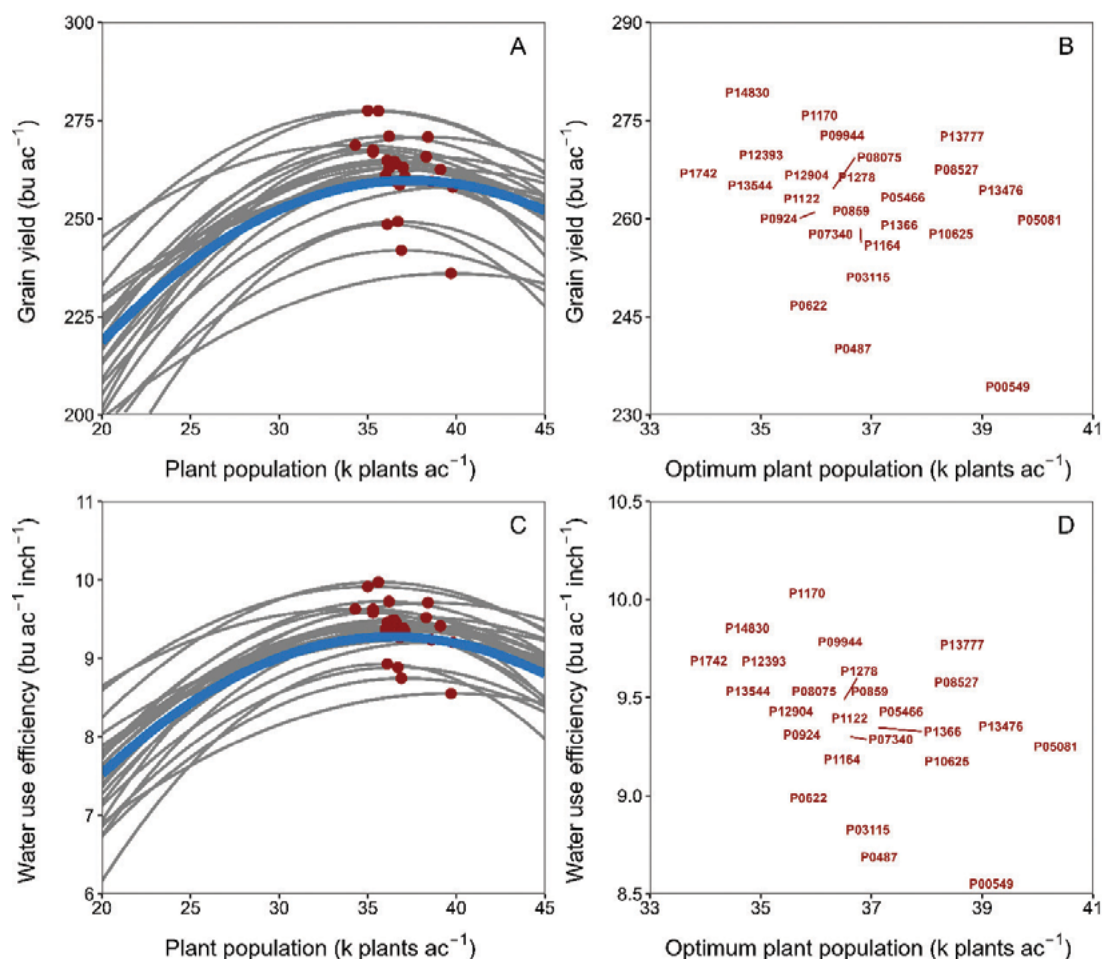 A
300
275
250
225
200
Grain yield (bu ac⁻¹)
20 25 30 35 40 45
Plant population (k plants ac⁻¹)
B
290
275
260
245
230
Grain yield (bu ac⁻¹)
P14830
P1170
P09944
P13777
P12393
P08075
P1742
P12904
P1278
P08527
P13544
P13476
P1122
P05466
P0924
P0859
P05081
P1366
P07340
P10625
P1164
P03115
P0622
P0487
P00549
33 35 37 39 41
Optimum plant population (k plants ac⁻¹)
C
11
10
9
8
7
6
Water use efficiency (bu ac⁻¹ inch⁻¹)
20 25 30 35 40 45
Plant population (k plants ac⁻¹)
D
10.5
10.0
9.5
9.0
8.5
Water use efficiency (bu ac⁻¹ inch⁻¹)
P1170
P14830
P09944
P13777
P1742 P12393
P1278
P08527
P13544 P08075 P0859
P12904 P05466
P1122
P13476
P0924
P1366
P07340
P05081
P1164
P10625
P0622
P03115
P0487
P00549
33 35 37 39 41
Optimum plant population (k plants ac⁻¹)